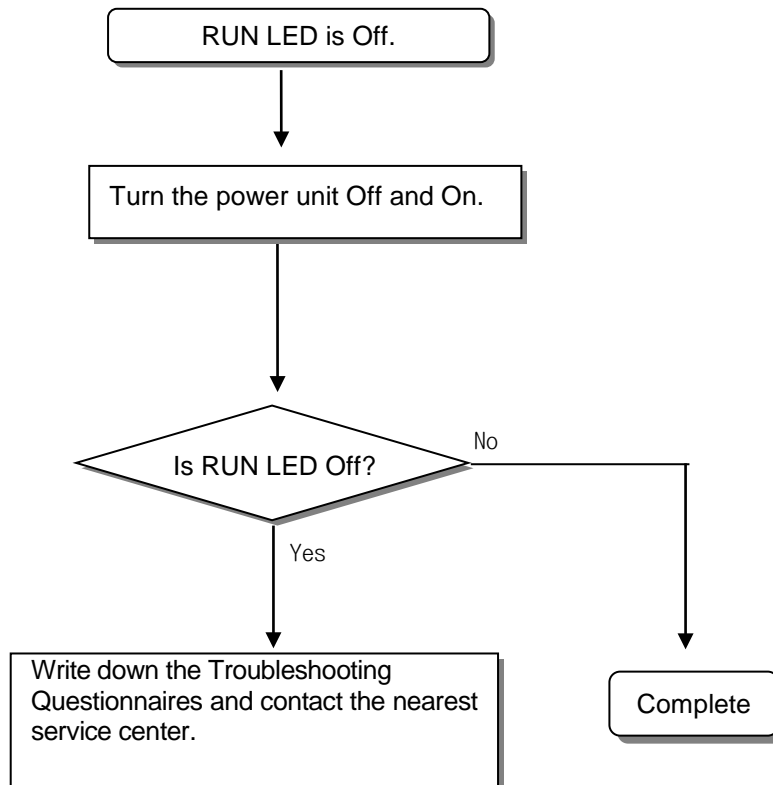 RUN LED is Off.
Turn the power unit Off and On.
Is RUN LED Off?
No
Yes
Write down the Troubleshooting
Questionnaires and contact the nearest
service center.
Complete